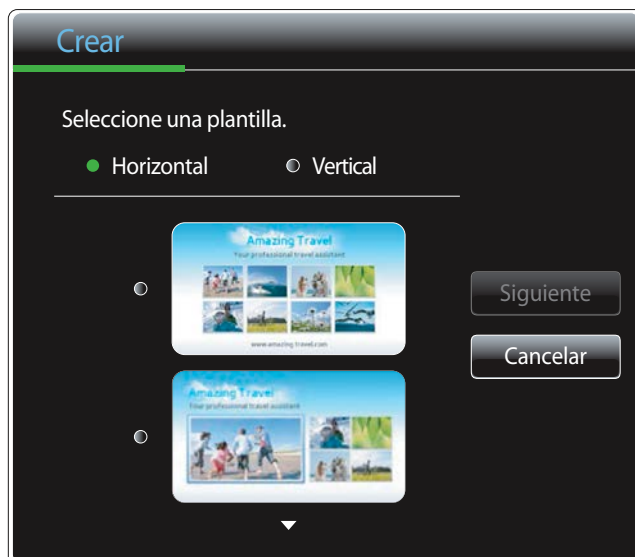 Crear
Seleccione una plantilla.
Horizontal Vertical
Amazing Travel
Your professional travel assistant
www.amazing travel.com
Amazing Travel
Your professional travel assistant
Siguiente
Cancelar